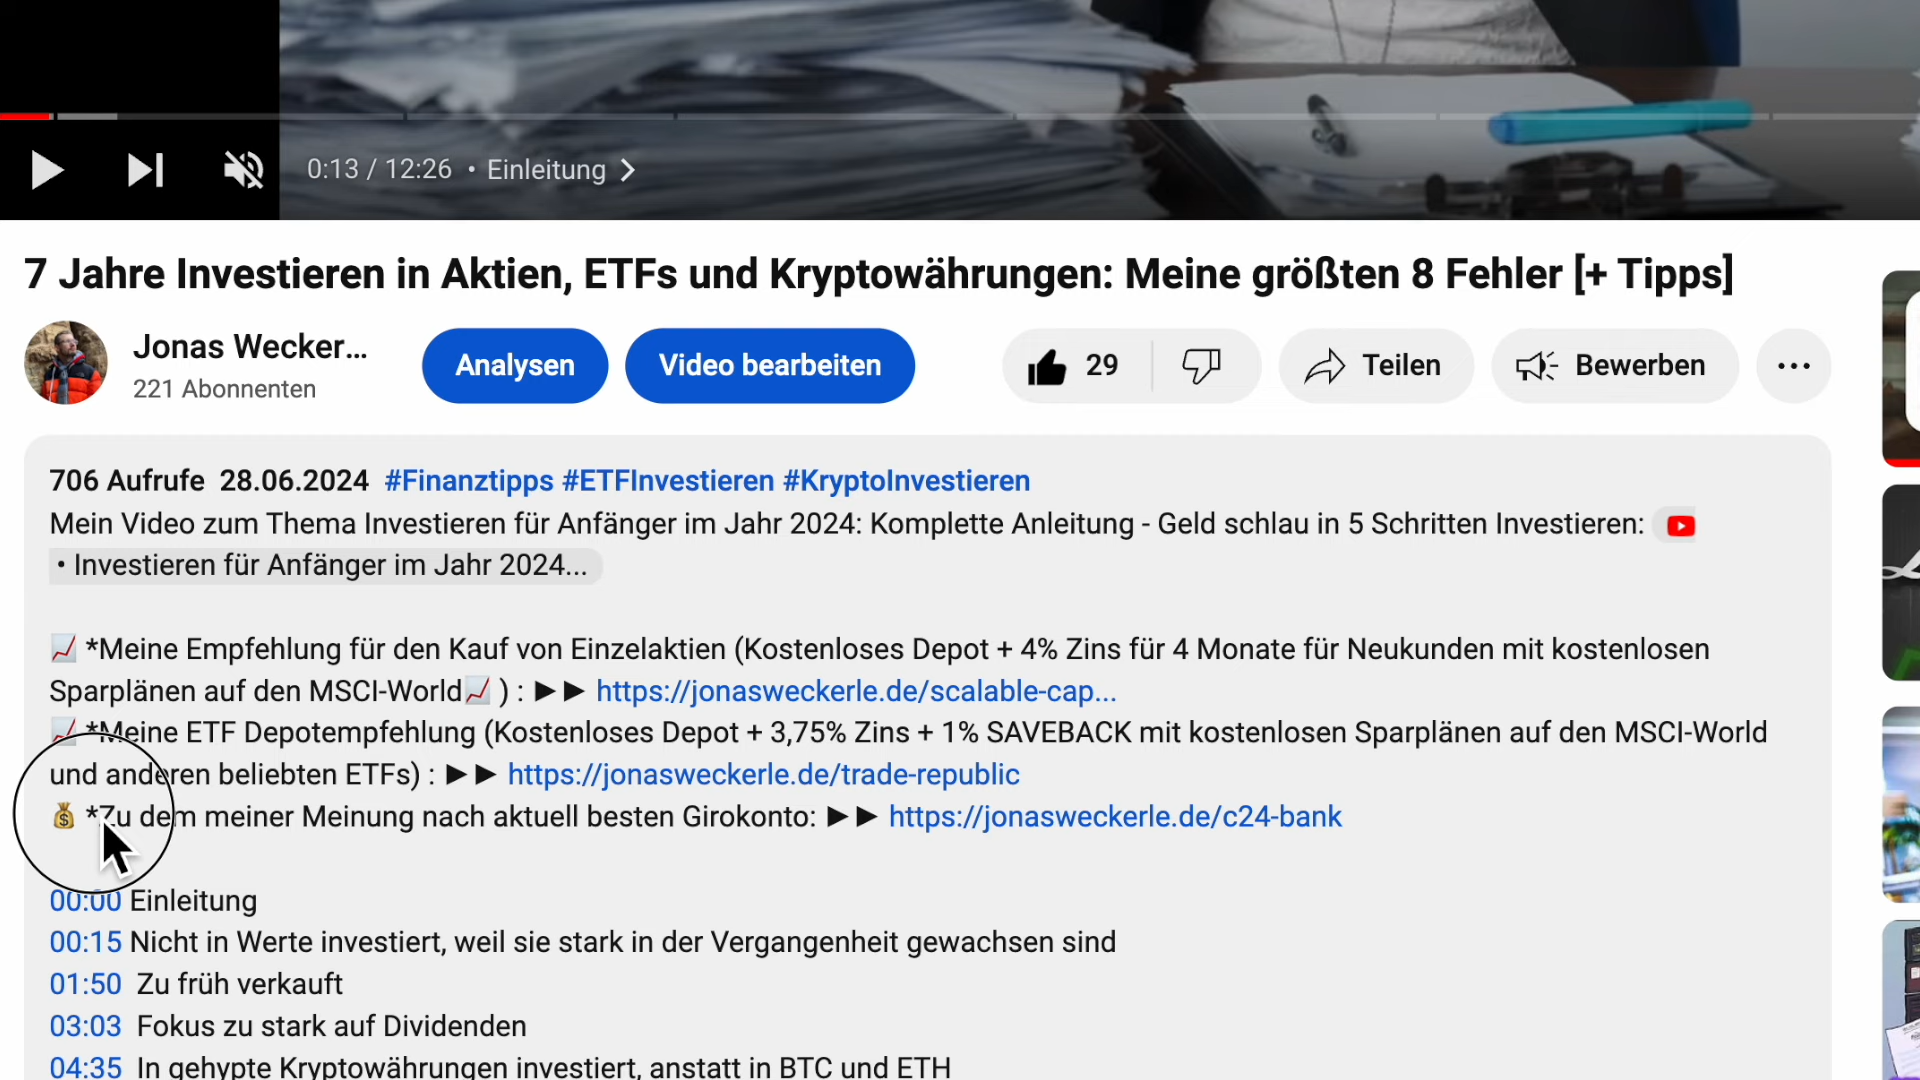 0:13 / 12:26 • Einleitung
7 Jahre Investieren in Aktien, ETFs und Kryptowährungen: Meine größten 8 Fehler [+ Tipps]
Jonas Wecker...
221 Abonnenten
Analysen
Video bearbeiten
29
Teilen
Bewerben
706 Aufrufe 28.06.2024 #Finanztipps #ETFInvestieren #KryptoInvestieren
Mein Video zum Thema Investieren für Anfänger im Jahr 2024: Komplette Anleitung - Geld schlau in 5 Schritten Investieren:
• Investieren für Anfänger im Jahr 2024...
📈 *Meine Empfehlung für den Kauf von Einzelaktien (Kostenloses Depot + 4% Zins für 4 Monate für Neukunden mit kostenlosen
Sparplänen auf den MSCI-World📈 ) : ►► https://jonasweckerle.de/scalable-cap...
📈 *Meine ETF Depotempfehlung (Kostenloses Depot + 3,75% Zins + 1% SAVEBACK mit kostenlosen Sparplänen auf den MSCI-World
und anderen beliebten ETFs) : ►► https://jonasweckerle.de/trade-republic
💰 *Zu dem meiner Meinung nach aktuell besten Girokonto: ►► https://jonasweckerle.de/c24-bank
00:00 Einleitung
00:15 Nicht in Werte investiert, weil sie stark in der Vergangenheit gewachsen sind
01:50 Zu früh verkauft
03:03 Fokus zu stark auf Dividenden
04:35 In gehypte Kryptowährungen investiert, anstatt in BTC und ETH